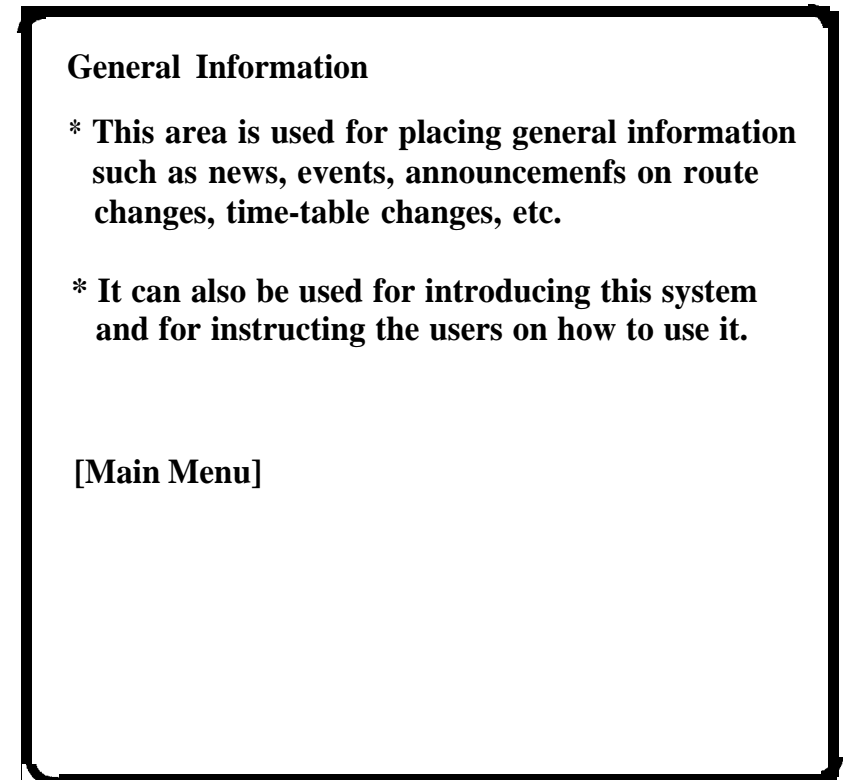 General Information
* This area is used for placing general information
such as news, events, announcemenfs on route
changes, time-table changes, etc.
* It can also be used for introducing this system
and for instructing the users on how to use it.
[Main Menu]